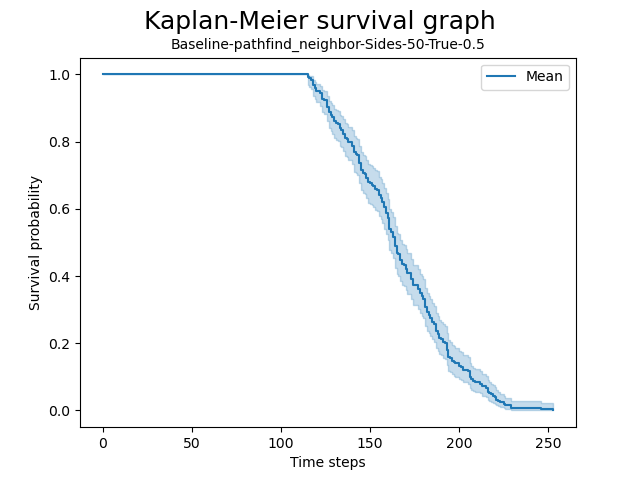 Kaplan-Meier survival graph
Baseline-pathfind_neighbor-Sides-50-True-0.5
Mean
1.0
0.8
0.6
0.4
0.2
0.0
Survival probability
0 50 100 150 200 250
Time steps